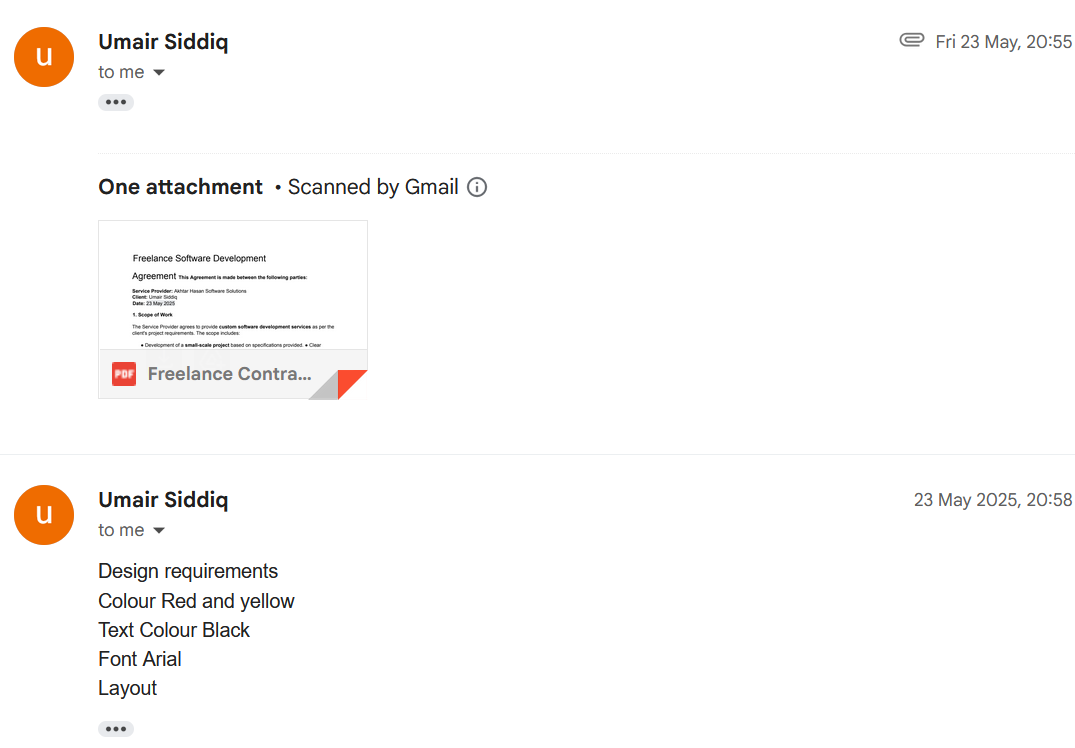 u
Umair Siddiq
Fri 23 May, 20:55
to me
One attachment • Scanned by Gmail
Freelance Software Development
Agreement This Agreement is made between the following parties:
Service Provider: Akhtar Hasan Software Solutions
Client: Umair Siddiq
Date: 23 May 2025
1. Scope of Work
The Service Provider agrees to provide custom software development services as per the
client's project requirements. The scope includes:
● Development of a small-scale project based on specifications provided. ● Clear
PDF
Freelance Contra...
u
Umair Siddiq
23 May 2025, 20:58
to me
Design requirements
Colour Red and yellow
Text Colour Black
Font Arial
Layout